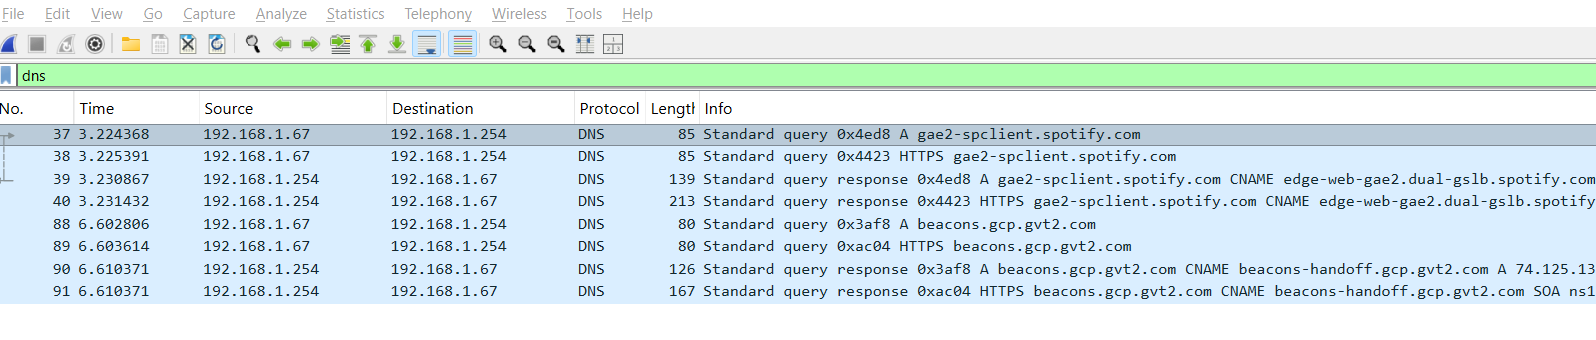 File Edit View Go Capture Analyze Statistics Telephony Wireless Tools Help
dns
No. Time Source Destination Protocol Length Info
37 3.224368 192.168.1.67 192.168.1.254 DNS 85 Standard query 0x4ed8 A gae2-spclient.spotify.com
38 3.225391 192.168.1.67 192.168.1.254 DNS 85 Standard query 0x4423 HTTPS gae2-spclient.spotify.com
39 3.230867 192.168.1.254 192.168.1.67 DNS 139 Standard query response 0x4ed8 A gae2-spclient.spotify.com CNAME edge-web-gae2.dual-gslb.spotify.com
40 3.231432 192.168.1.254 192.168.1.67 DNS 213 Standard query response 0x4423 HTTPS gae2-spclient.spotify.com CNAME edge-web-gae2.dual-gslb.spotify
88 6.602806 192.168.1.67 192.168.1.254 DNS 80 Standard query 0x3af8 A beacons.gcp.gvt2.com
89 6.603614 192.168.1.67 192.168.1.254 DNS 80 Standard query 0xac04 HTTPS beacons.gcp.gvt2.com
90 6.610371 192.168.1.254 192.168.1.67 DNS 126 Standard query response 0x3af8 A beacons.gcp.gvt2.com CNAME beacons-handoff.gcp.gvt2.com A 74.125.13
91 6.610371 192.168.1.254 192.168.1.67 DNS 167 Standard query response 0xac04 HTTPS beacons.gcp.gvt2.com CNAME beacons-handoff.gcp.gvt2.com SOA ns1